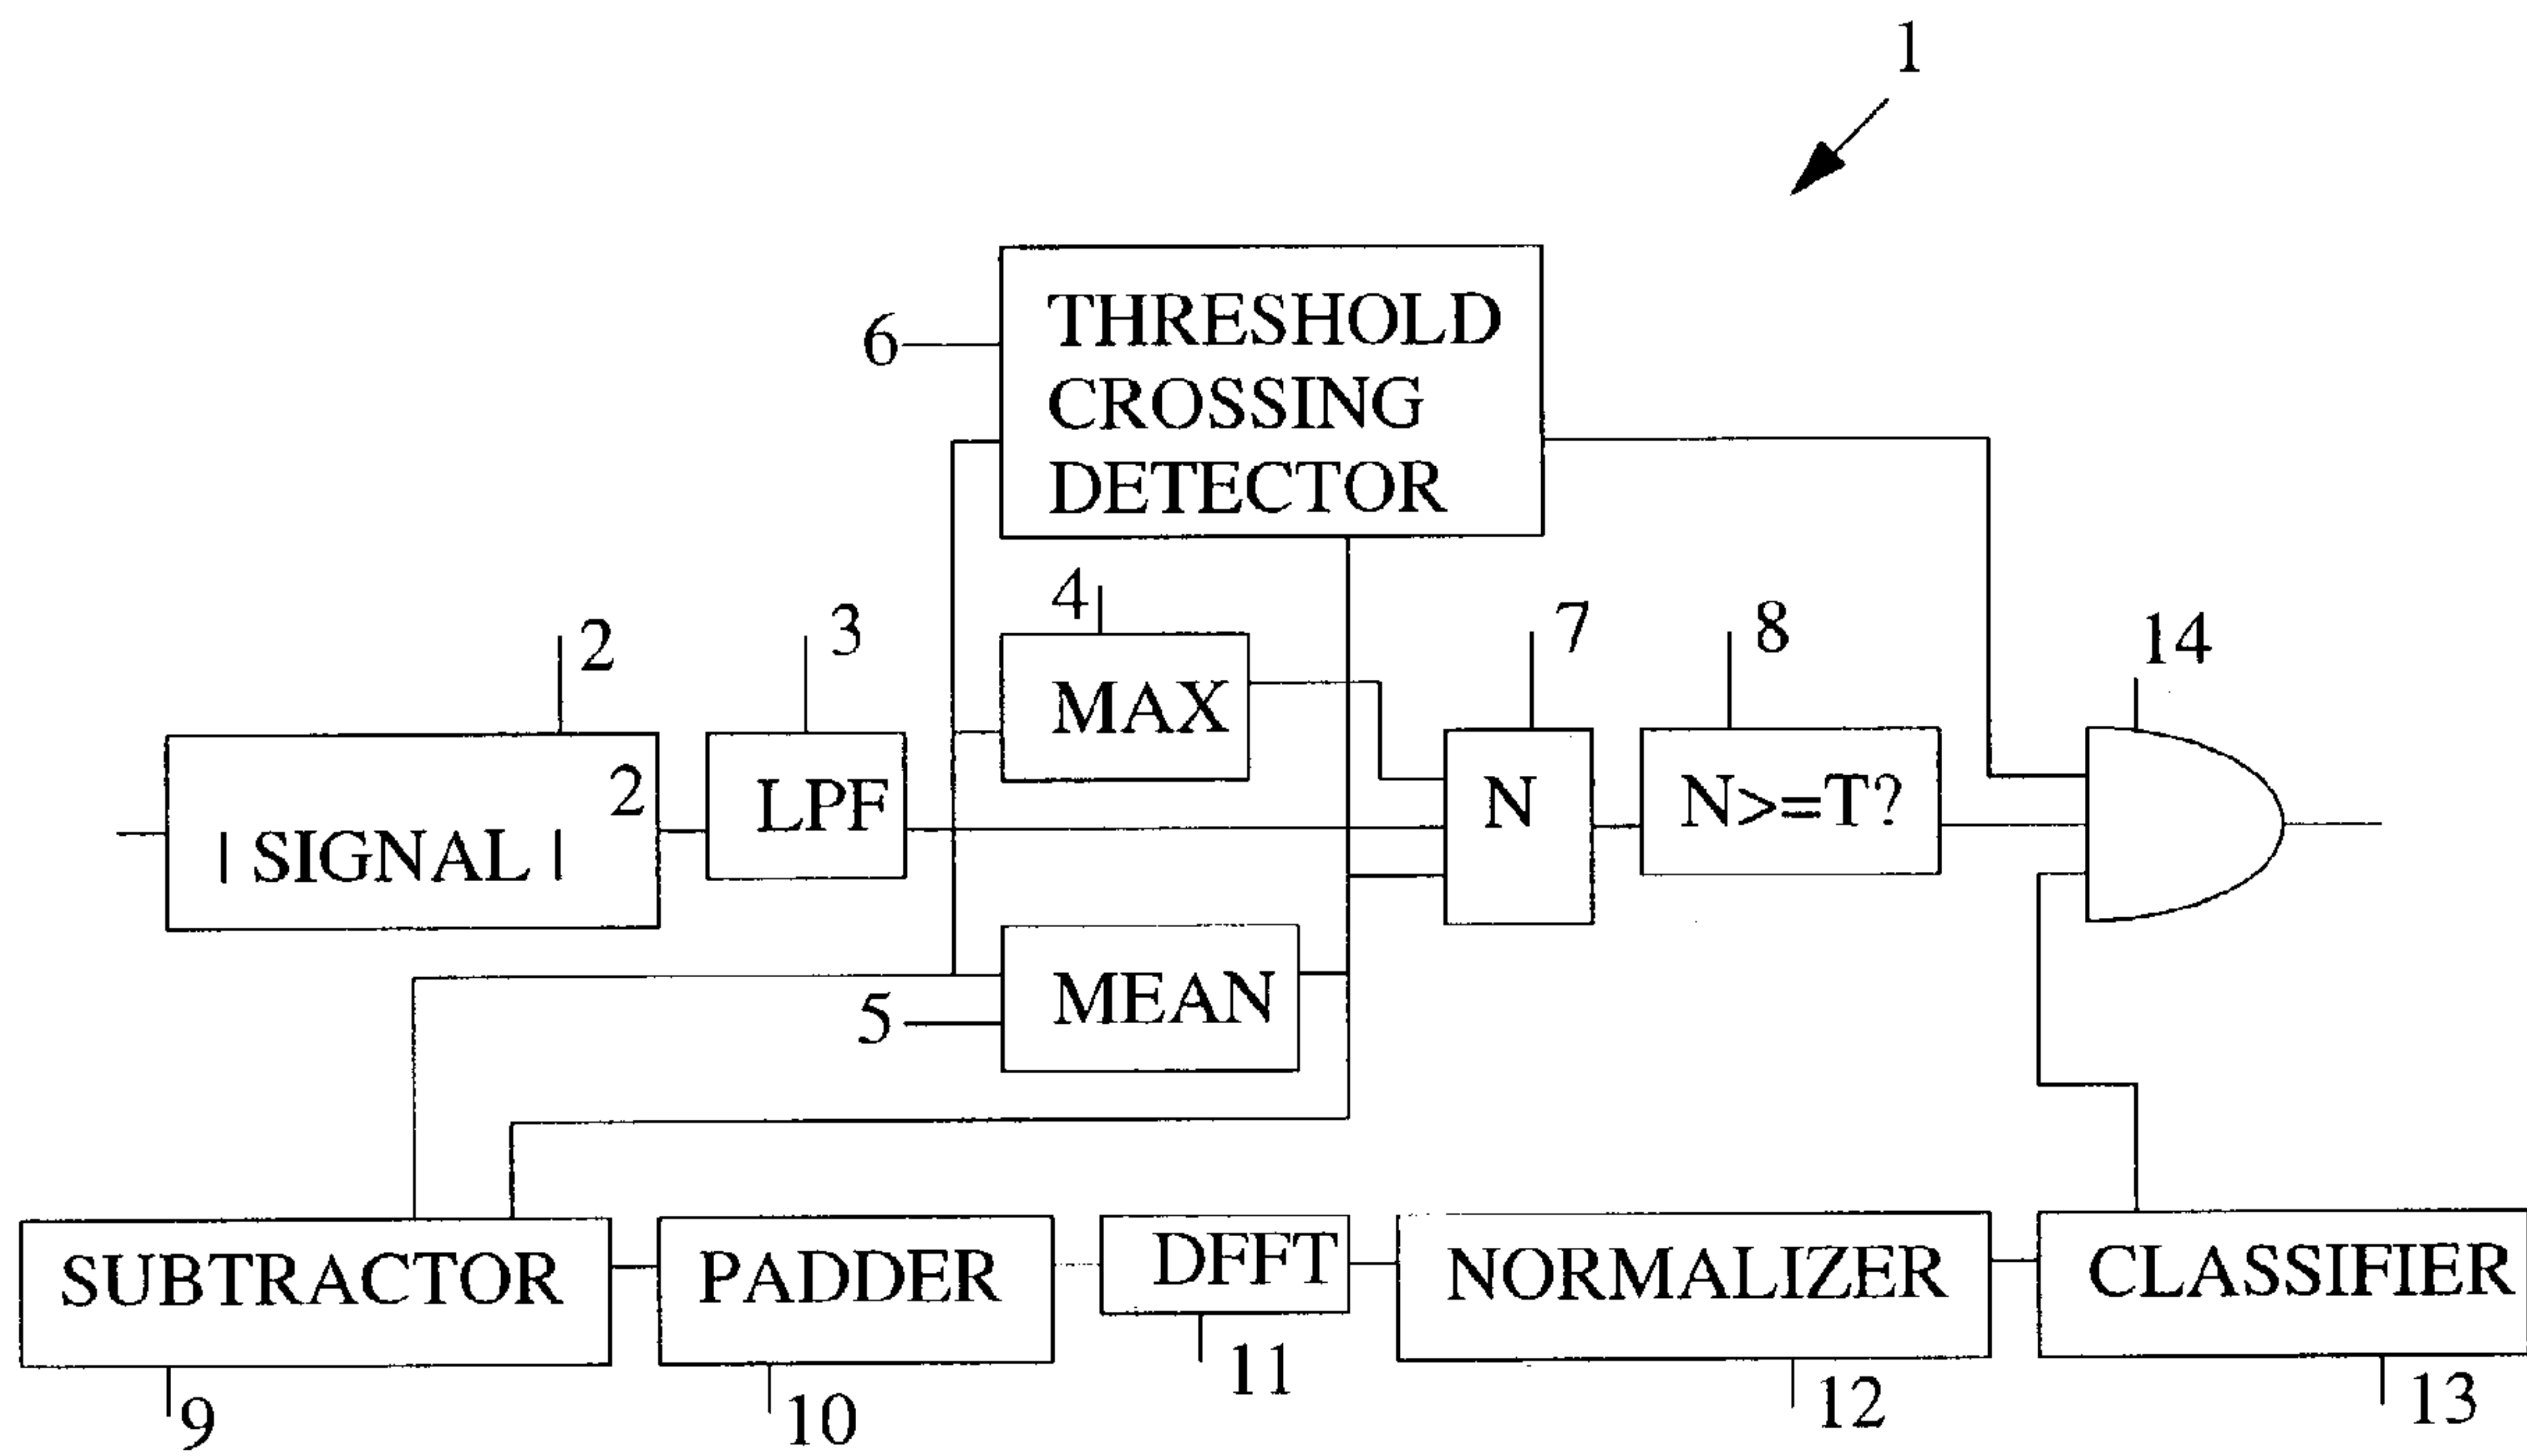 1
6
THRESHOLD
CROSSING
DETECTOR
4
2
3
7
8
14
MAX
2
| SIGNAL |
LPF
N
N>=T?
5
MEAN
SUBTRACTOR
PADDER
DFFT
NORMALIZER
CLASSIFIER
9
10
11
12
13